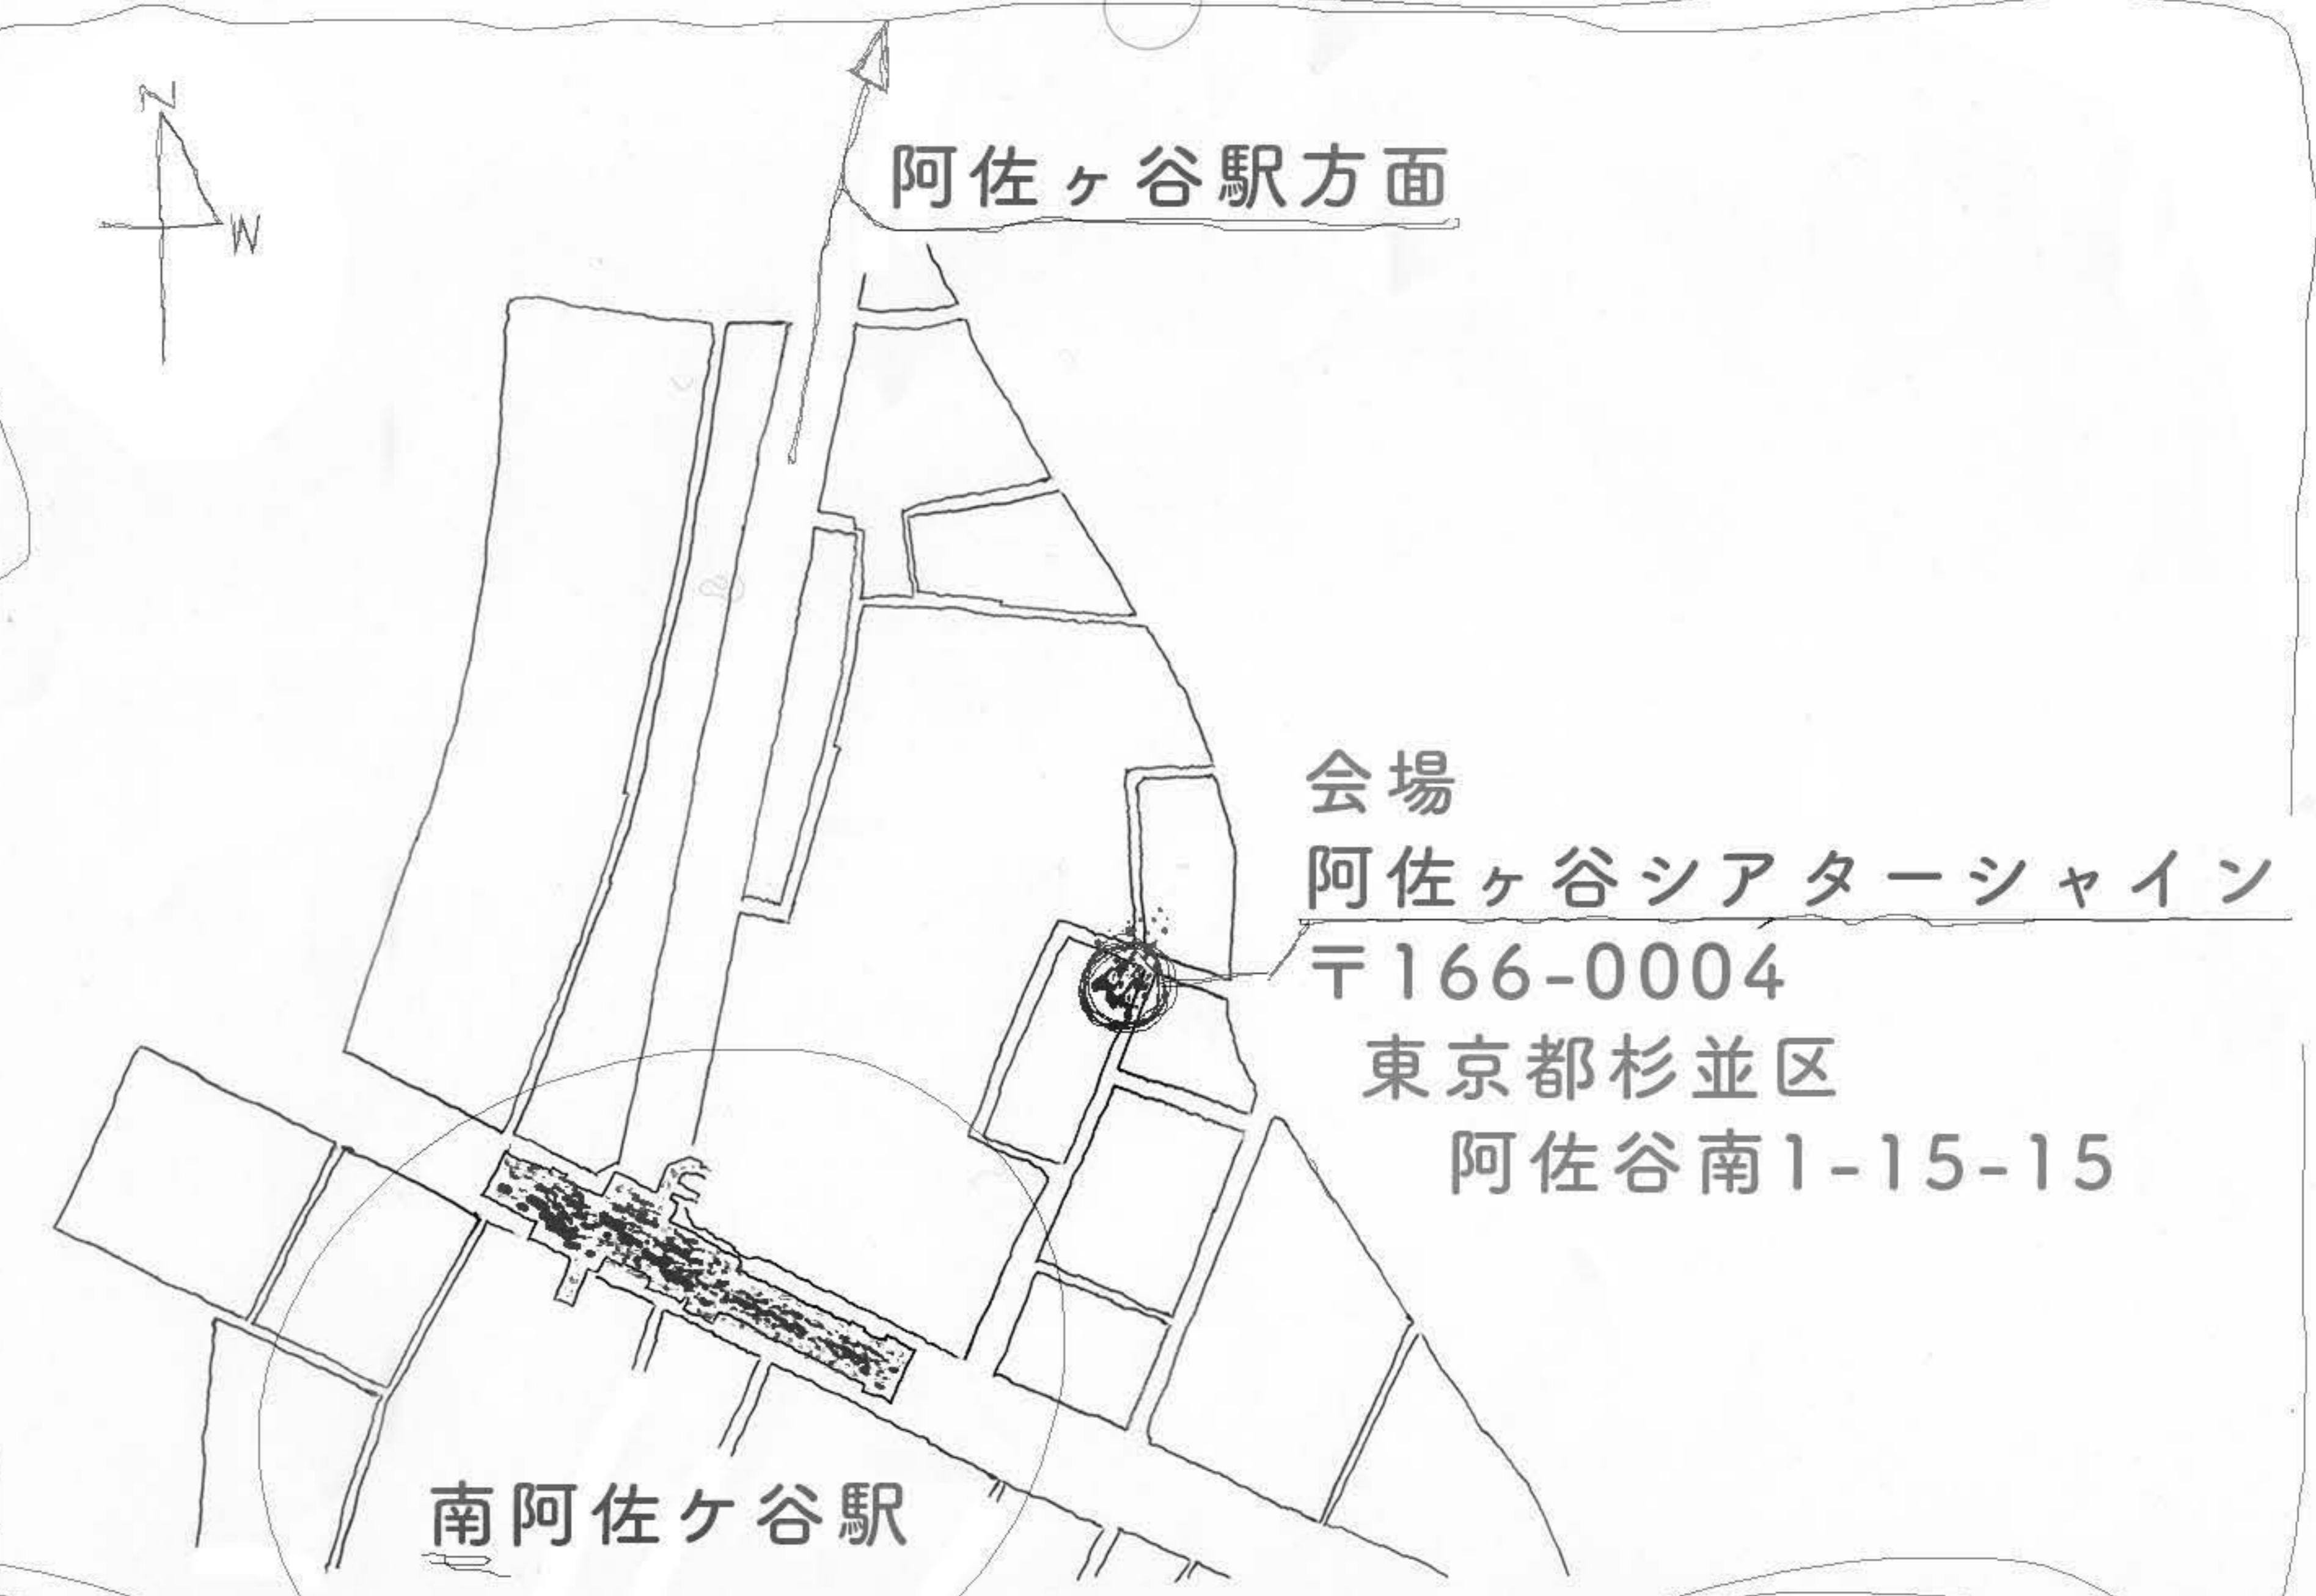 N
W
阿佐ヶ谷駅方面
会場
阿佐ヶ谷シアターシャイン
〒166-0004
東京都杉並区
阿佐谷南1-15-15
南阿佐ケ谷駅